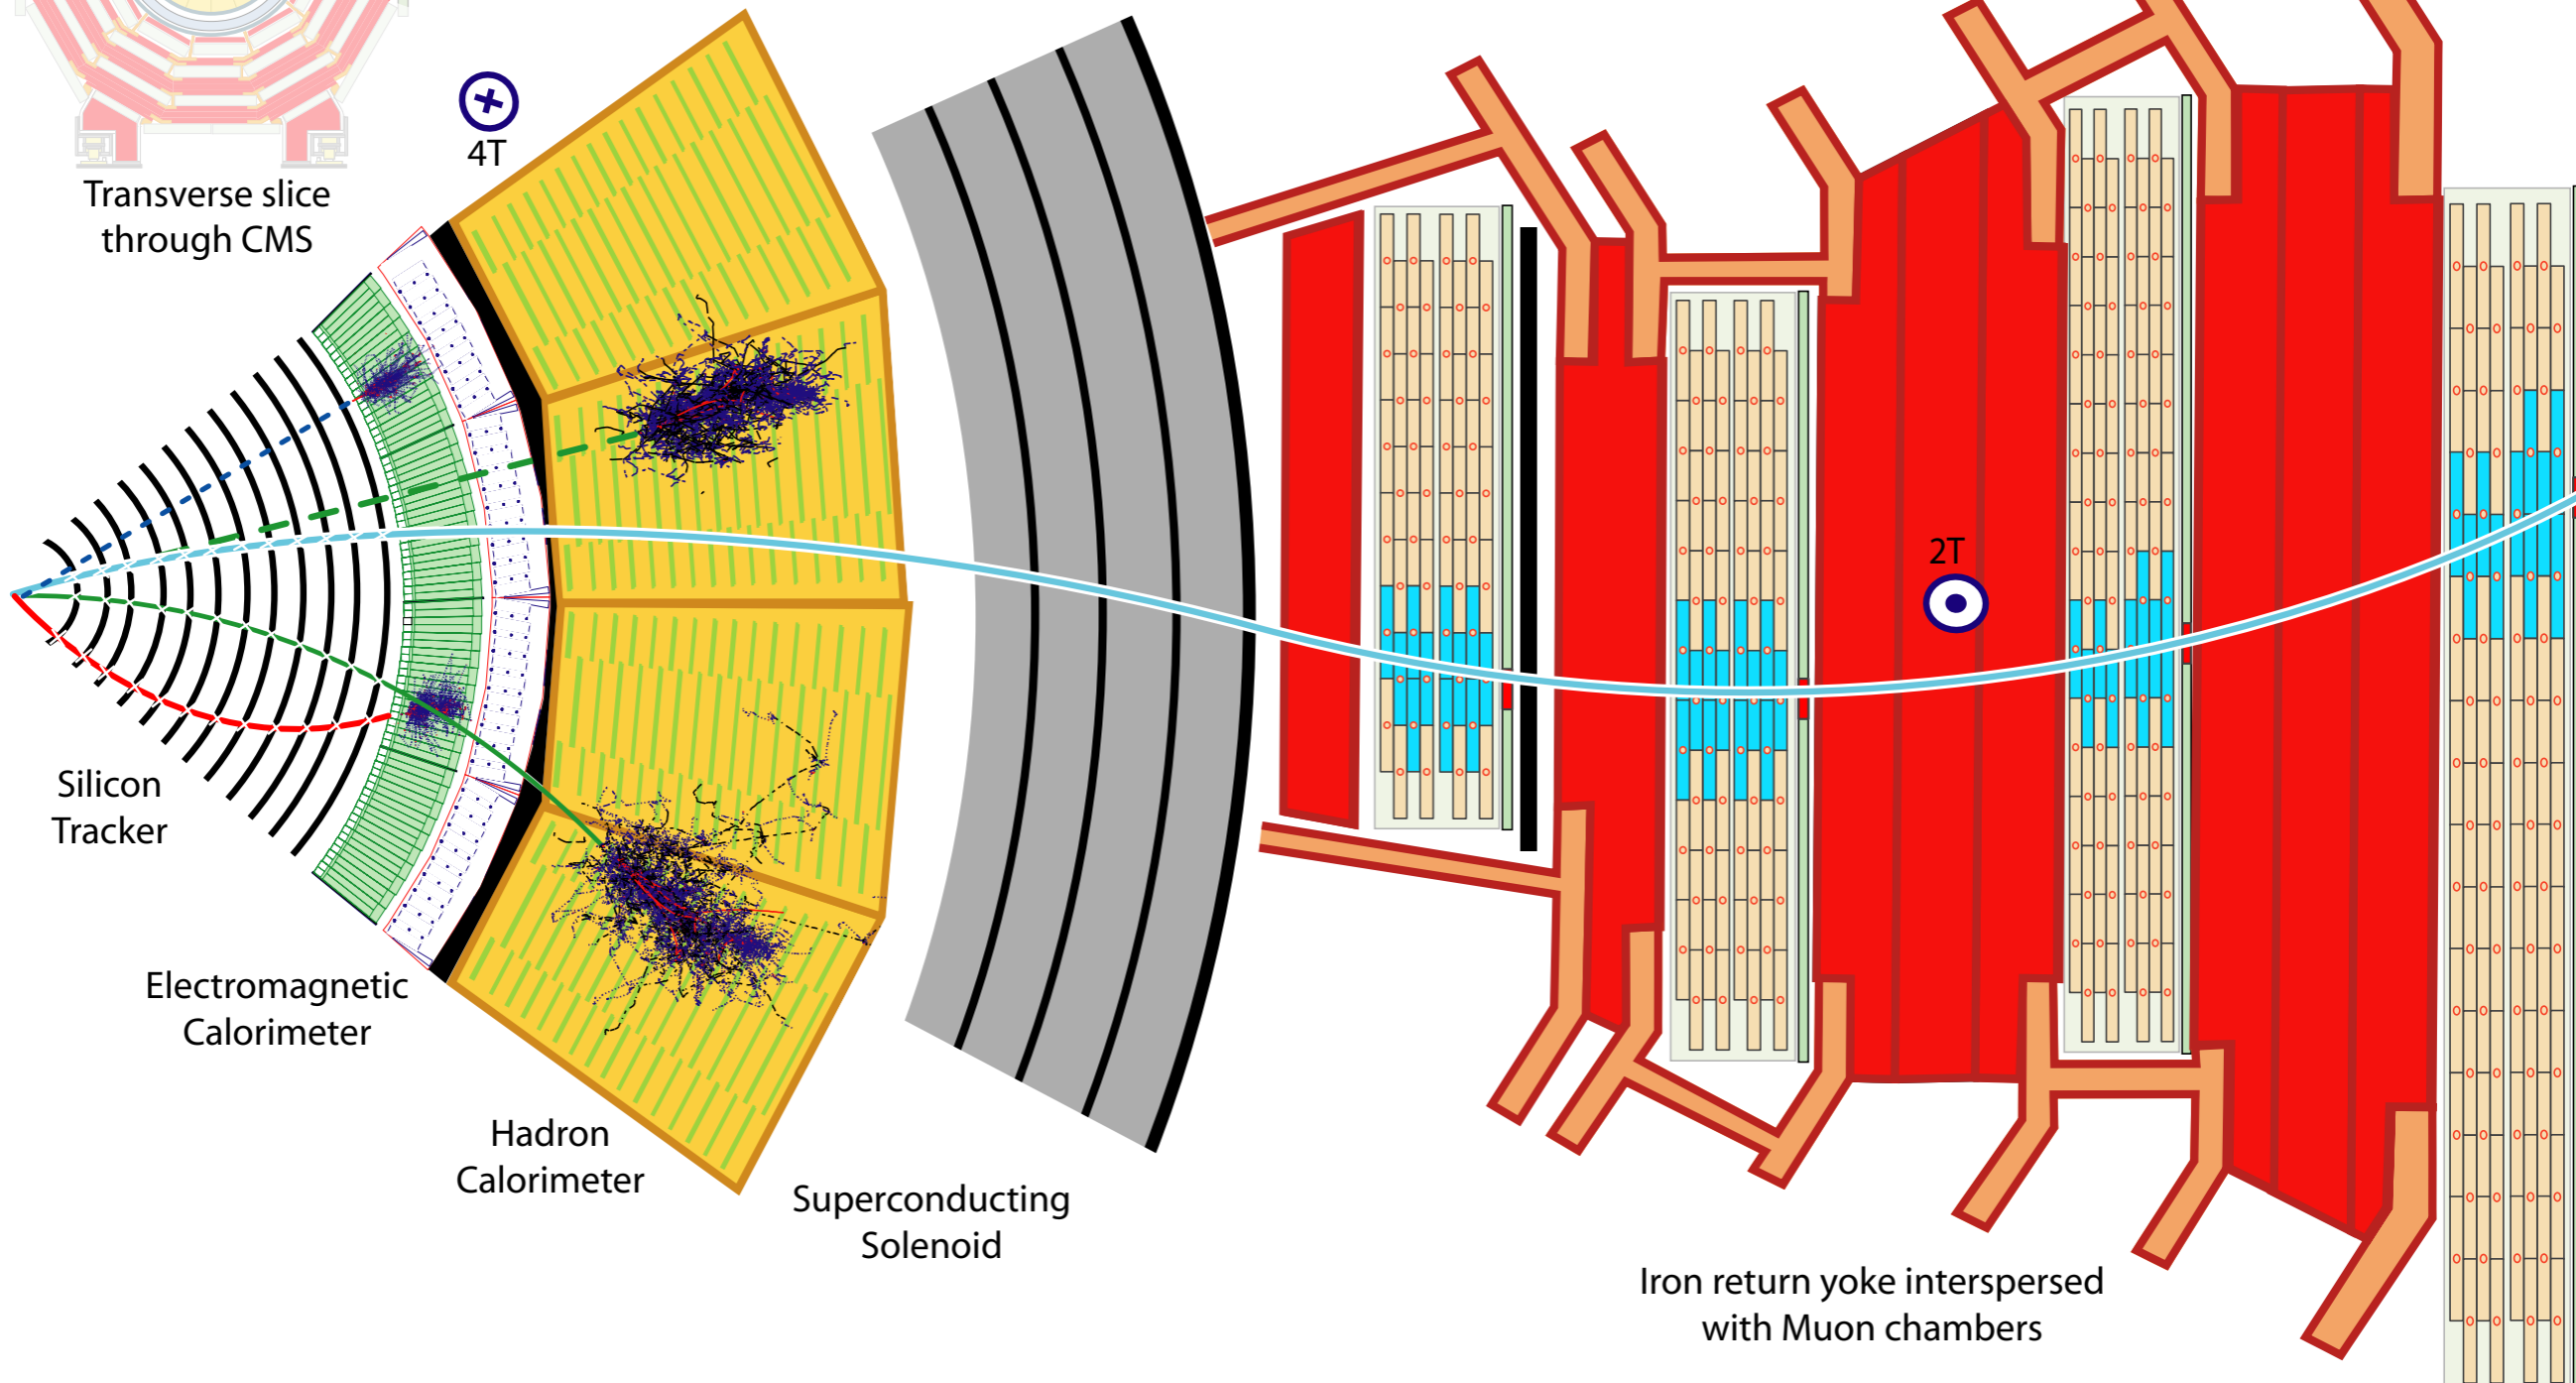 4T
Transverse slice
through CMS
2T
Silicon
Tracker
Electromagnetic
Calorimeter
Hadron
Calorimeter
Superconducting
Solenoid
Iron return yoke interspersed
with Muon chambers